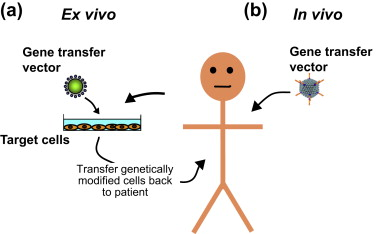 (a) Ex vivo
Gene transfer
vector
Target cells
Transfer genetically
modified cells back
to patient
(b) In vivo
Gene transfer
vector